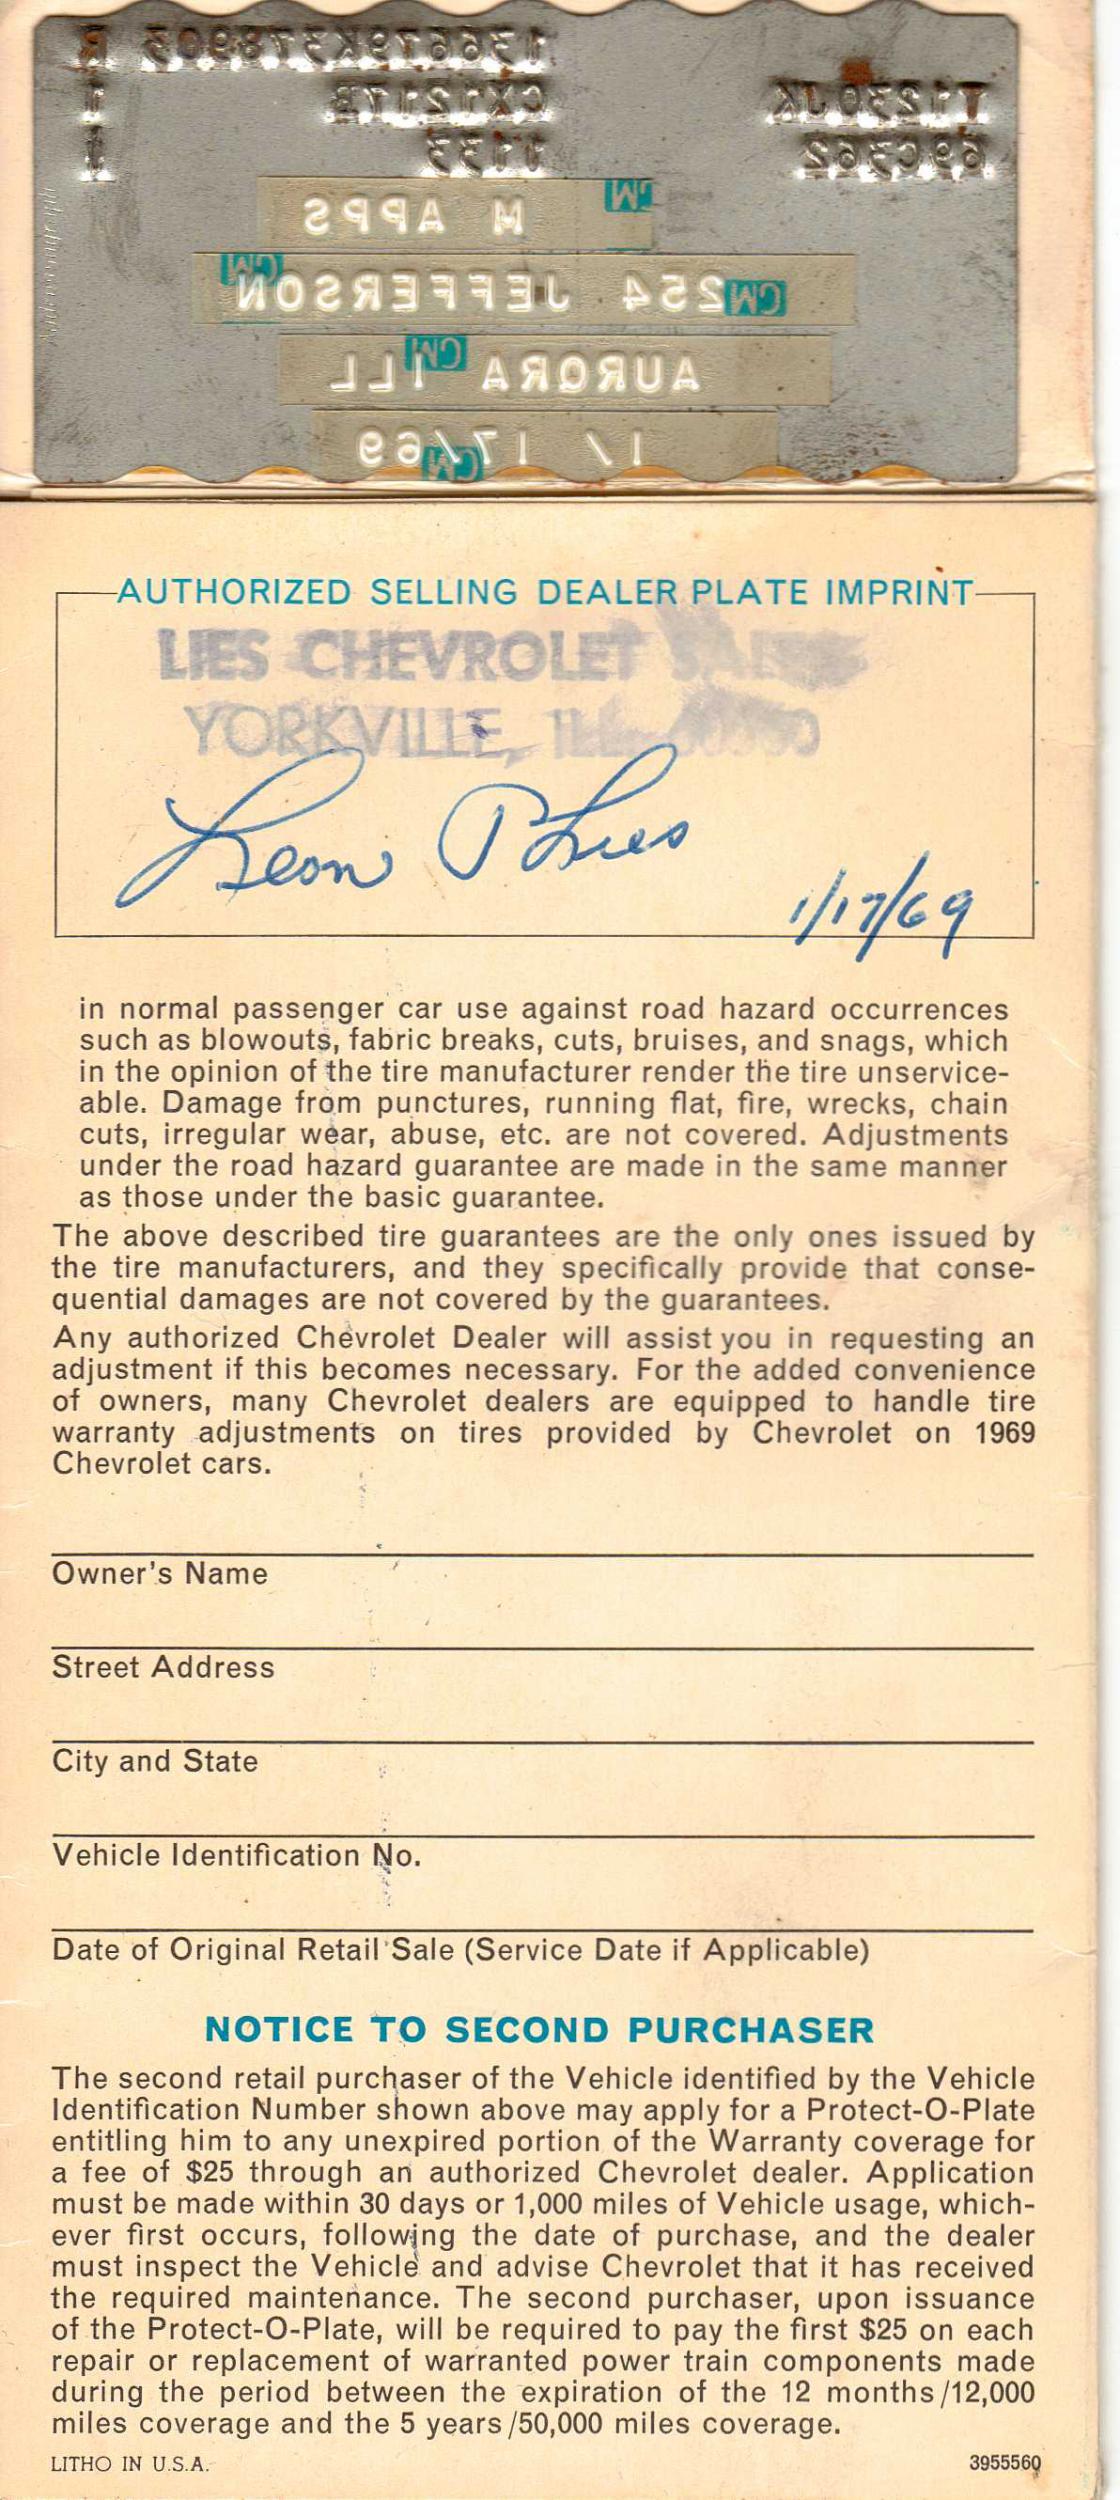 136679K378903 R
T1230JK CX1217B 1
69C362 1133 1
M APPS
254 JEFFERSON
AURORA ILL
1/ 17/69
AUTHORIZED SELLING DEALER PLATE IMPRINT
LIES CHEVROLET SALES
YORKVILLE, ILL.
Leon P Lies
1/17/69
in normal passenger car use against road hazard occurrences
such as blowouts, fabric breaks, cuts, bruises, and snags, which
in the opinion of the tire manufacturer render the tire unservice-
able. Damage from punctures, running flat, fire, wrecks, chain
cuts, irregular wear, abuse, etc. are not covered. Adjustments
under the road hazard guarantee are made in the same manner
as those under the basic guarantee.
The above described tire guarantees are the only ones issued by
the tire manufacturers, and they specifically provide that conse-
quential damages are not covered by the guarantees.
Any authorized Chevrolet Dealer will assist you in requesting an
adjustment if this becomes necessary. For the added convenience
of owners, many Chevrolet dealers are equipped to handle tire
warranty adjustments on tires provided by Chevrolet on 1969
Chevrolet cars.
Owner's Name
Street Address
City and State
Vehicle Identification No.
Date of Original Retail Sale (Service Date if Applicable)
NOTICE TO SECOND PURCHASER
The second retail purchaser of the Vehicle identified by the Vehicle
Identification Number shown above may apply for a Protect-O-Plate
entitling him to any unexpired portion of the Warranty coverage for
a fee of $25 through an authorized Chevrolet dealer. Application
must be made within 30 days or 1,000 miles of Vehicle usage, which-
ever first occurs, following the date of purchase, and the dealer
must inspect the Vehicle and advise Chevrolet that it has received
the required maintenance. The second purchaser, upon issuance
of the Protect-O-Plate, will be required to pay the first $25 on each
repair or replacement of warranted power train components made
during the period between the expiration of the 12 months/12,000
miles coverage and the 5 years/50,000 miles coverage.
LITHO IN U.S.A. 3955560